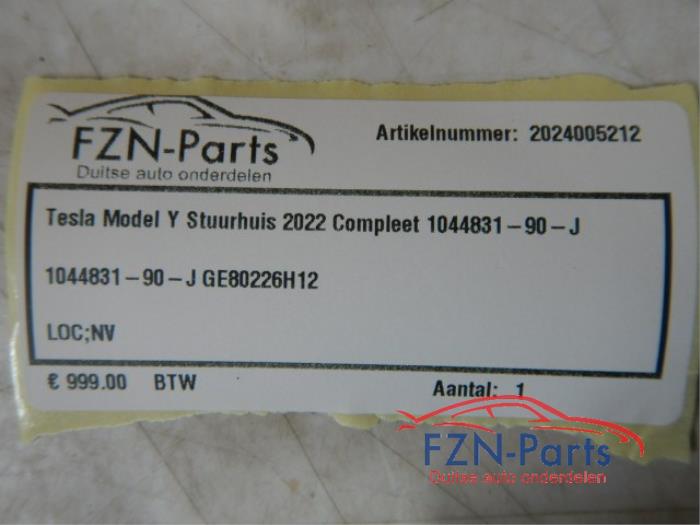 FZN-Parts
Duitse auto onderdelen
Artikelnummer: 2024005212
Tesla Model Y Stuurhuis 2022 Compleet 1044831-90-J
1044831-90-J GE80226H12
LOC;NV
€ 999.00 BTW
Aantal: 1
FZN-Parts
Duitse auto onderdelen